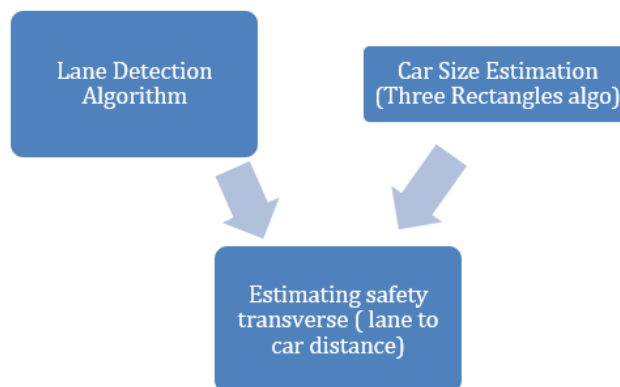 Lane Detection
Algorithm
Car Size Estimation
(Three Rectangles algo)
Estimating safety
transverse ( lane to
car distance)